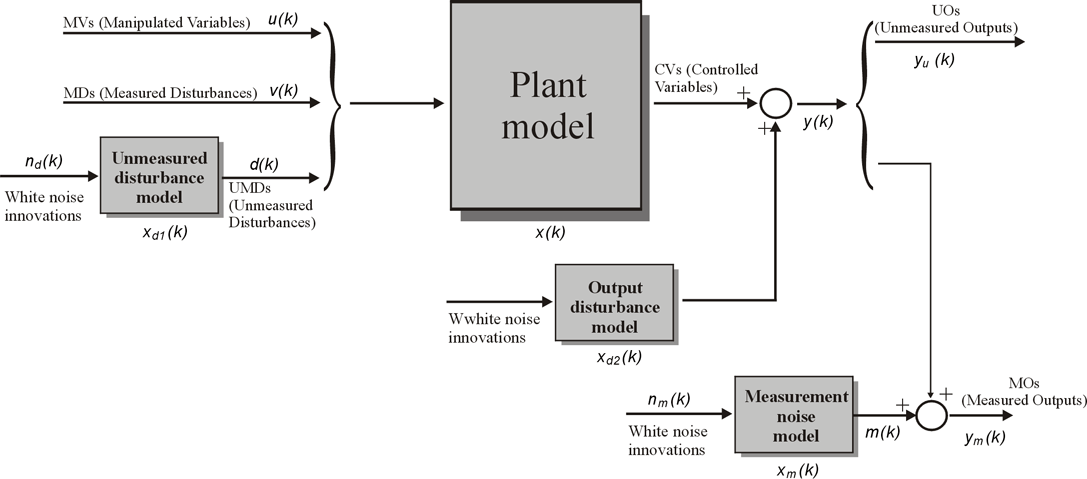 MVs (Manipulated Variables) u(k)
MDs (Measured Disturbances) v(k)
n_d(k)
White noise
innovations
Unmeasured
disturbance
model
x_d1(k)
d(k)
UMDs
(Unmeasured
Disturbances)
Plant
model
x(k)
CVs (Controlled
Variables)
+
+
y(k)
UOs
(Unmeasured Outputs)
y_u (k)
Wwhite noise
innovations
Output
disturbance
model
x_d2(k)
n_m(k)
White noise
innovations
Measurement
noise
model
x_m(k)
m(k)
+
+
MOs
(Measured Outputs)
y_m(k)